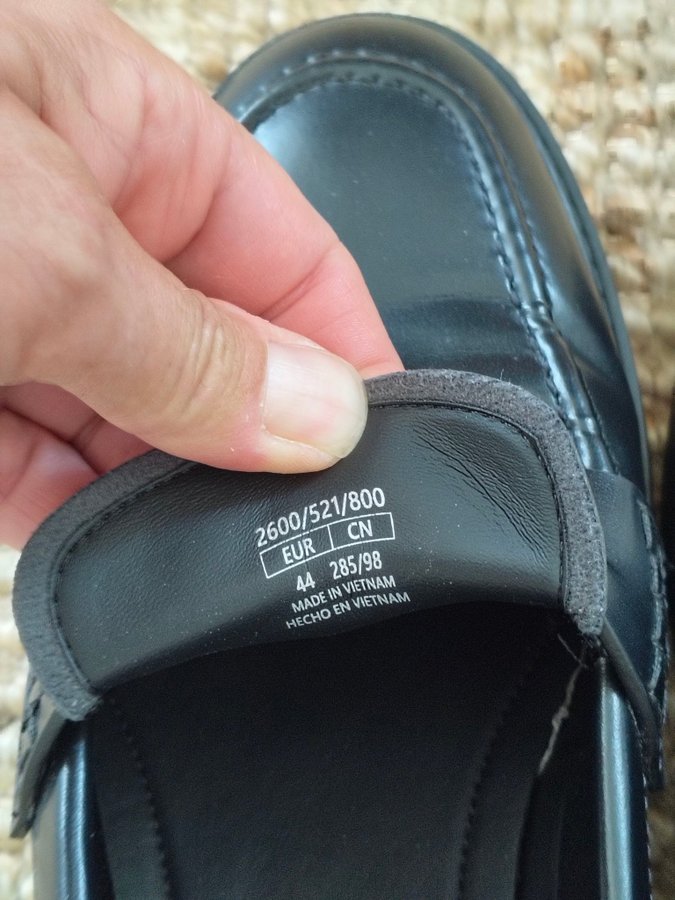 2600/521/800
EUR CN
44 285/98
MADE IN VIETNAM
HECHO EN VIETNAM